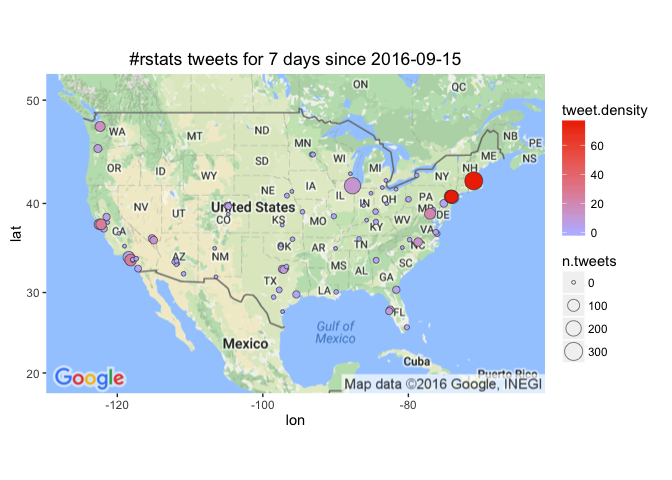 #rstats tweets for 7 days since 2016-09-15
50
40
30
20
lat
-120
-100
-80
lon
ON
QC
WA
MT
ND
MN
NB
PE
NS
ME
NH
OR
ID
WY
SD
WI
MI
NY
NV
UT
NE
IA
IL
OH
PA
MD
DE
United States
CA
KS
MO
KY
WV
VA
AZ
NM
OK
AR
TN
NC
SC
TX
LA
MS
AL
GA
FL
Gulf of
Mexico
Mexico
Cuba
Puerto Rico
Google
Map data ©2016 Google, INEGI
tweet.density
60
40
20
0
n.tweets
0
100
200
300